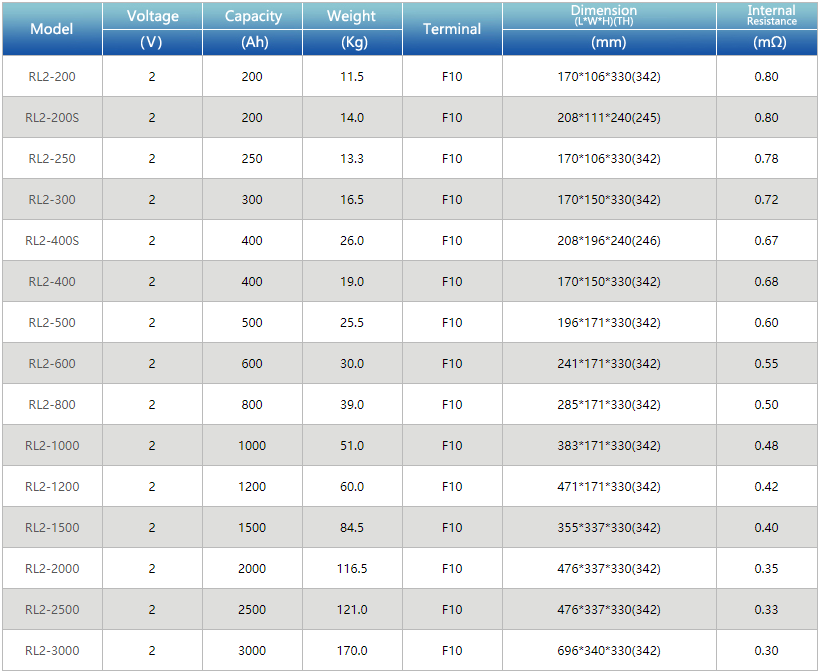 Model Voltage Capacity Weight Terminal Dimension Internal
(L*W*H)(TH) Resistance
(V) (Ah) (Kg) (mm) (mΩ)
RL2-200 2 200 11.5 F10 170*106*330(342) 0.80
RL2-200S 2 200 14.0 F10 208*111*240(245) 0.80
RL2-250 2 250 13.3 F10 170*106*330(342) 0.78
RL2-300 2 300 16.5 F10 170*150*330(342) 0.72
RL2-400S 2 400 26.0 F10 208*196*240(246) 0.67
RL2-400 2 400 19.0 F10 170*150*330(342) 0.68
RL2-500 2 500 25.5 F10 196*171*330(342) 0.60
RL2-600 2 600 30.0 F10 241*171*330(342) 0.55
RL2-800 2 800 39.0 F10 285*171*330(342) 0.50
RL2-1000 2 1000 51.0 F10 383*171*330(342) 0.48
RL2-1200 2 1200 60.0 F10 471*171*330(342) 0.42
RL2-1500 2 1500 84.5 F10 355*337*330(342) 0.40
RL2-2000 2 2000 116.5 F10 476*337*330(342) 0.35
RL2-2500 2 2500 121.0 F10 476*337*330(342) 0.33
RL2-3000 2 3000 170.0 F10 696*340*330(342) 0.30